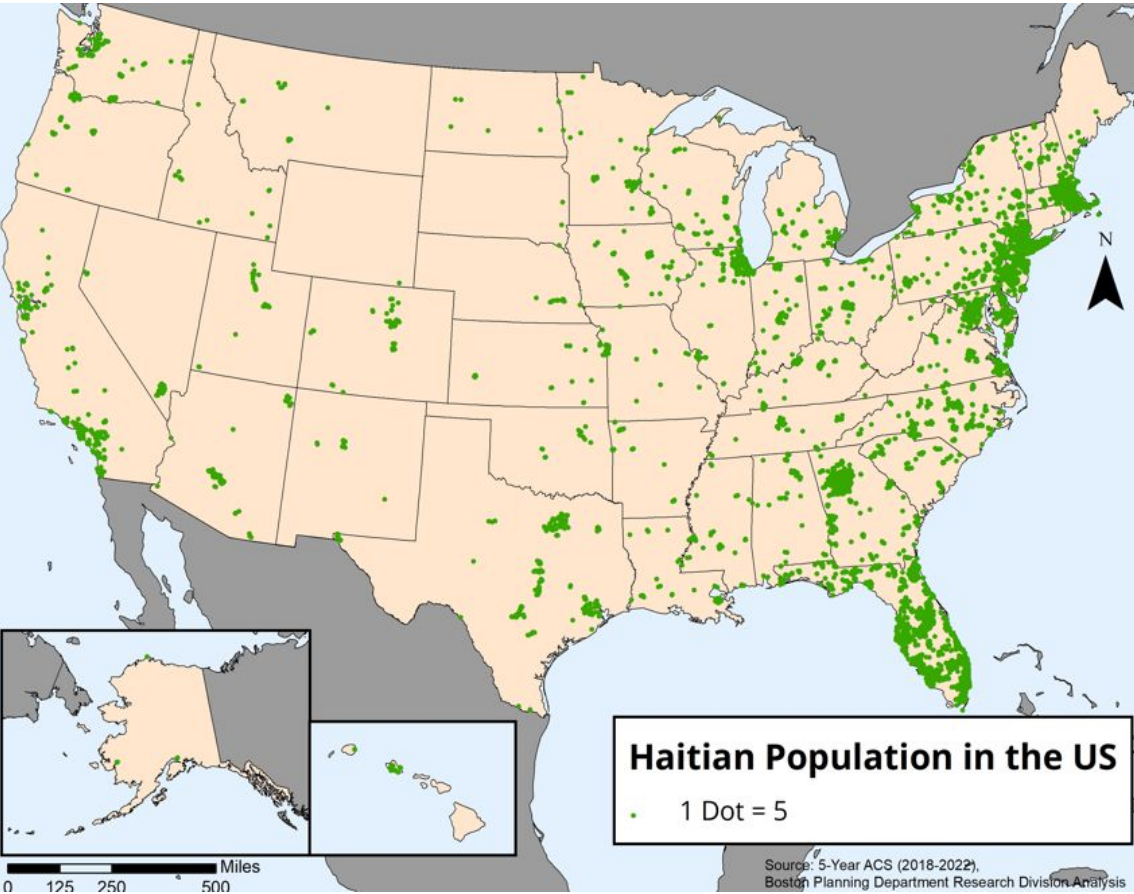 N
Haitian Population in the US
1 Dot = 5
Miles
0 125 250 500
Source: 5-Year ACS (2018-2022),
Boston Planning Department Research Division Analysis